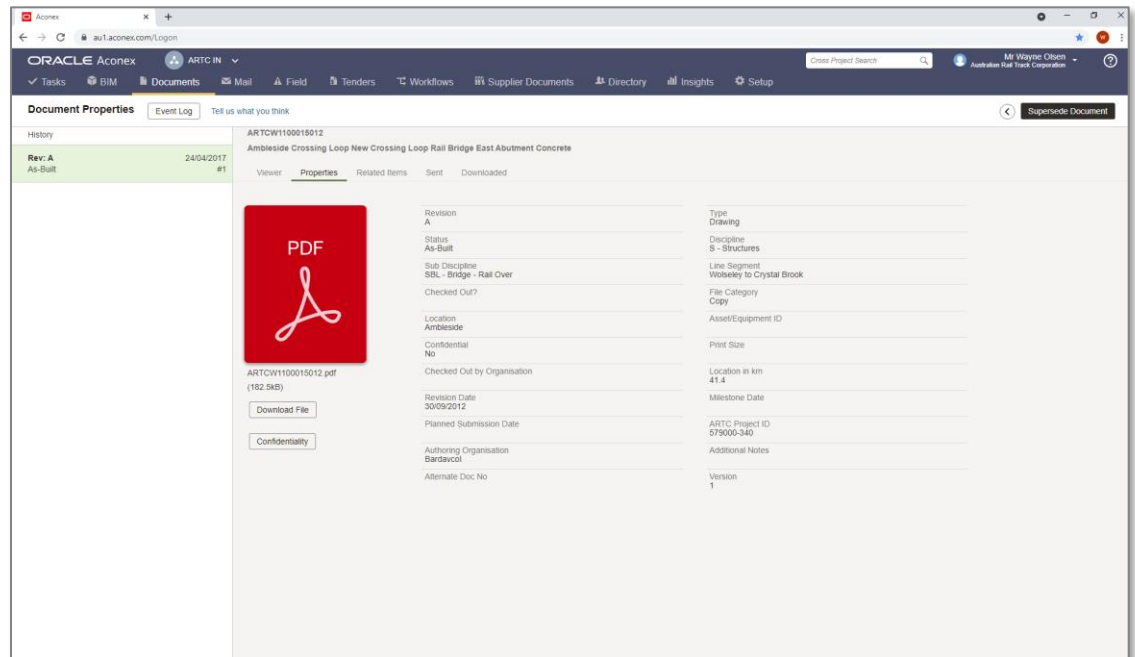 Aconex
au1.aconex.com/Logon
W
ORACLE Aconex ARTC IN Cross Project Search Mr Wayne Olsen
Australian Rail Track Corporation
Tasks BIM Documents Mail Field Tenders Workflows Supplier Documents Directory Insights Setup
Document Properties Event Log Tell us what you think Supersede Document
History
Rev: A 24/04/2017
As-Built #1
ARTCW1100015012
Ambleside Crossing Loop New Crossing Loop Rail Bridge East Abutment Concrete
Viewer Properties Related Items Sent Downloaded
PDF
ARTCW1100015012.pdf
(182.5kB)
Download File
Confidentiality
Revision Type
A Drawing
Status Discipline
As-Built S - Structures
Sub Discipline Line Segment
SBL - Bridge - Rail Over Wolseley to Crystal Brook
Checked Out? File Category
Copy
Location Asset/Equipment ID
Ambleside
Confidential Print Size
No
Checked Out by Organisation Location in km
41.4
Revision Date Milestone Date
30/09/2012
Planned Submission Date ARTC Project ID
579000-340
Authoring Organisation Additional Notes
Bardavcol
Alternate Doc No Version
1